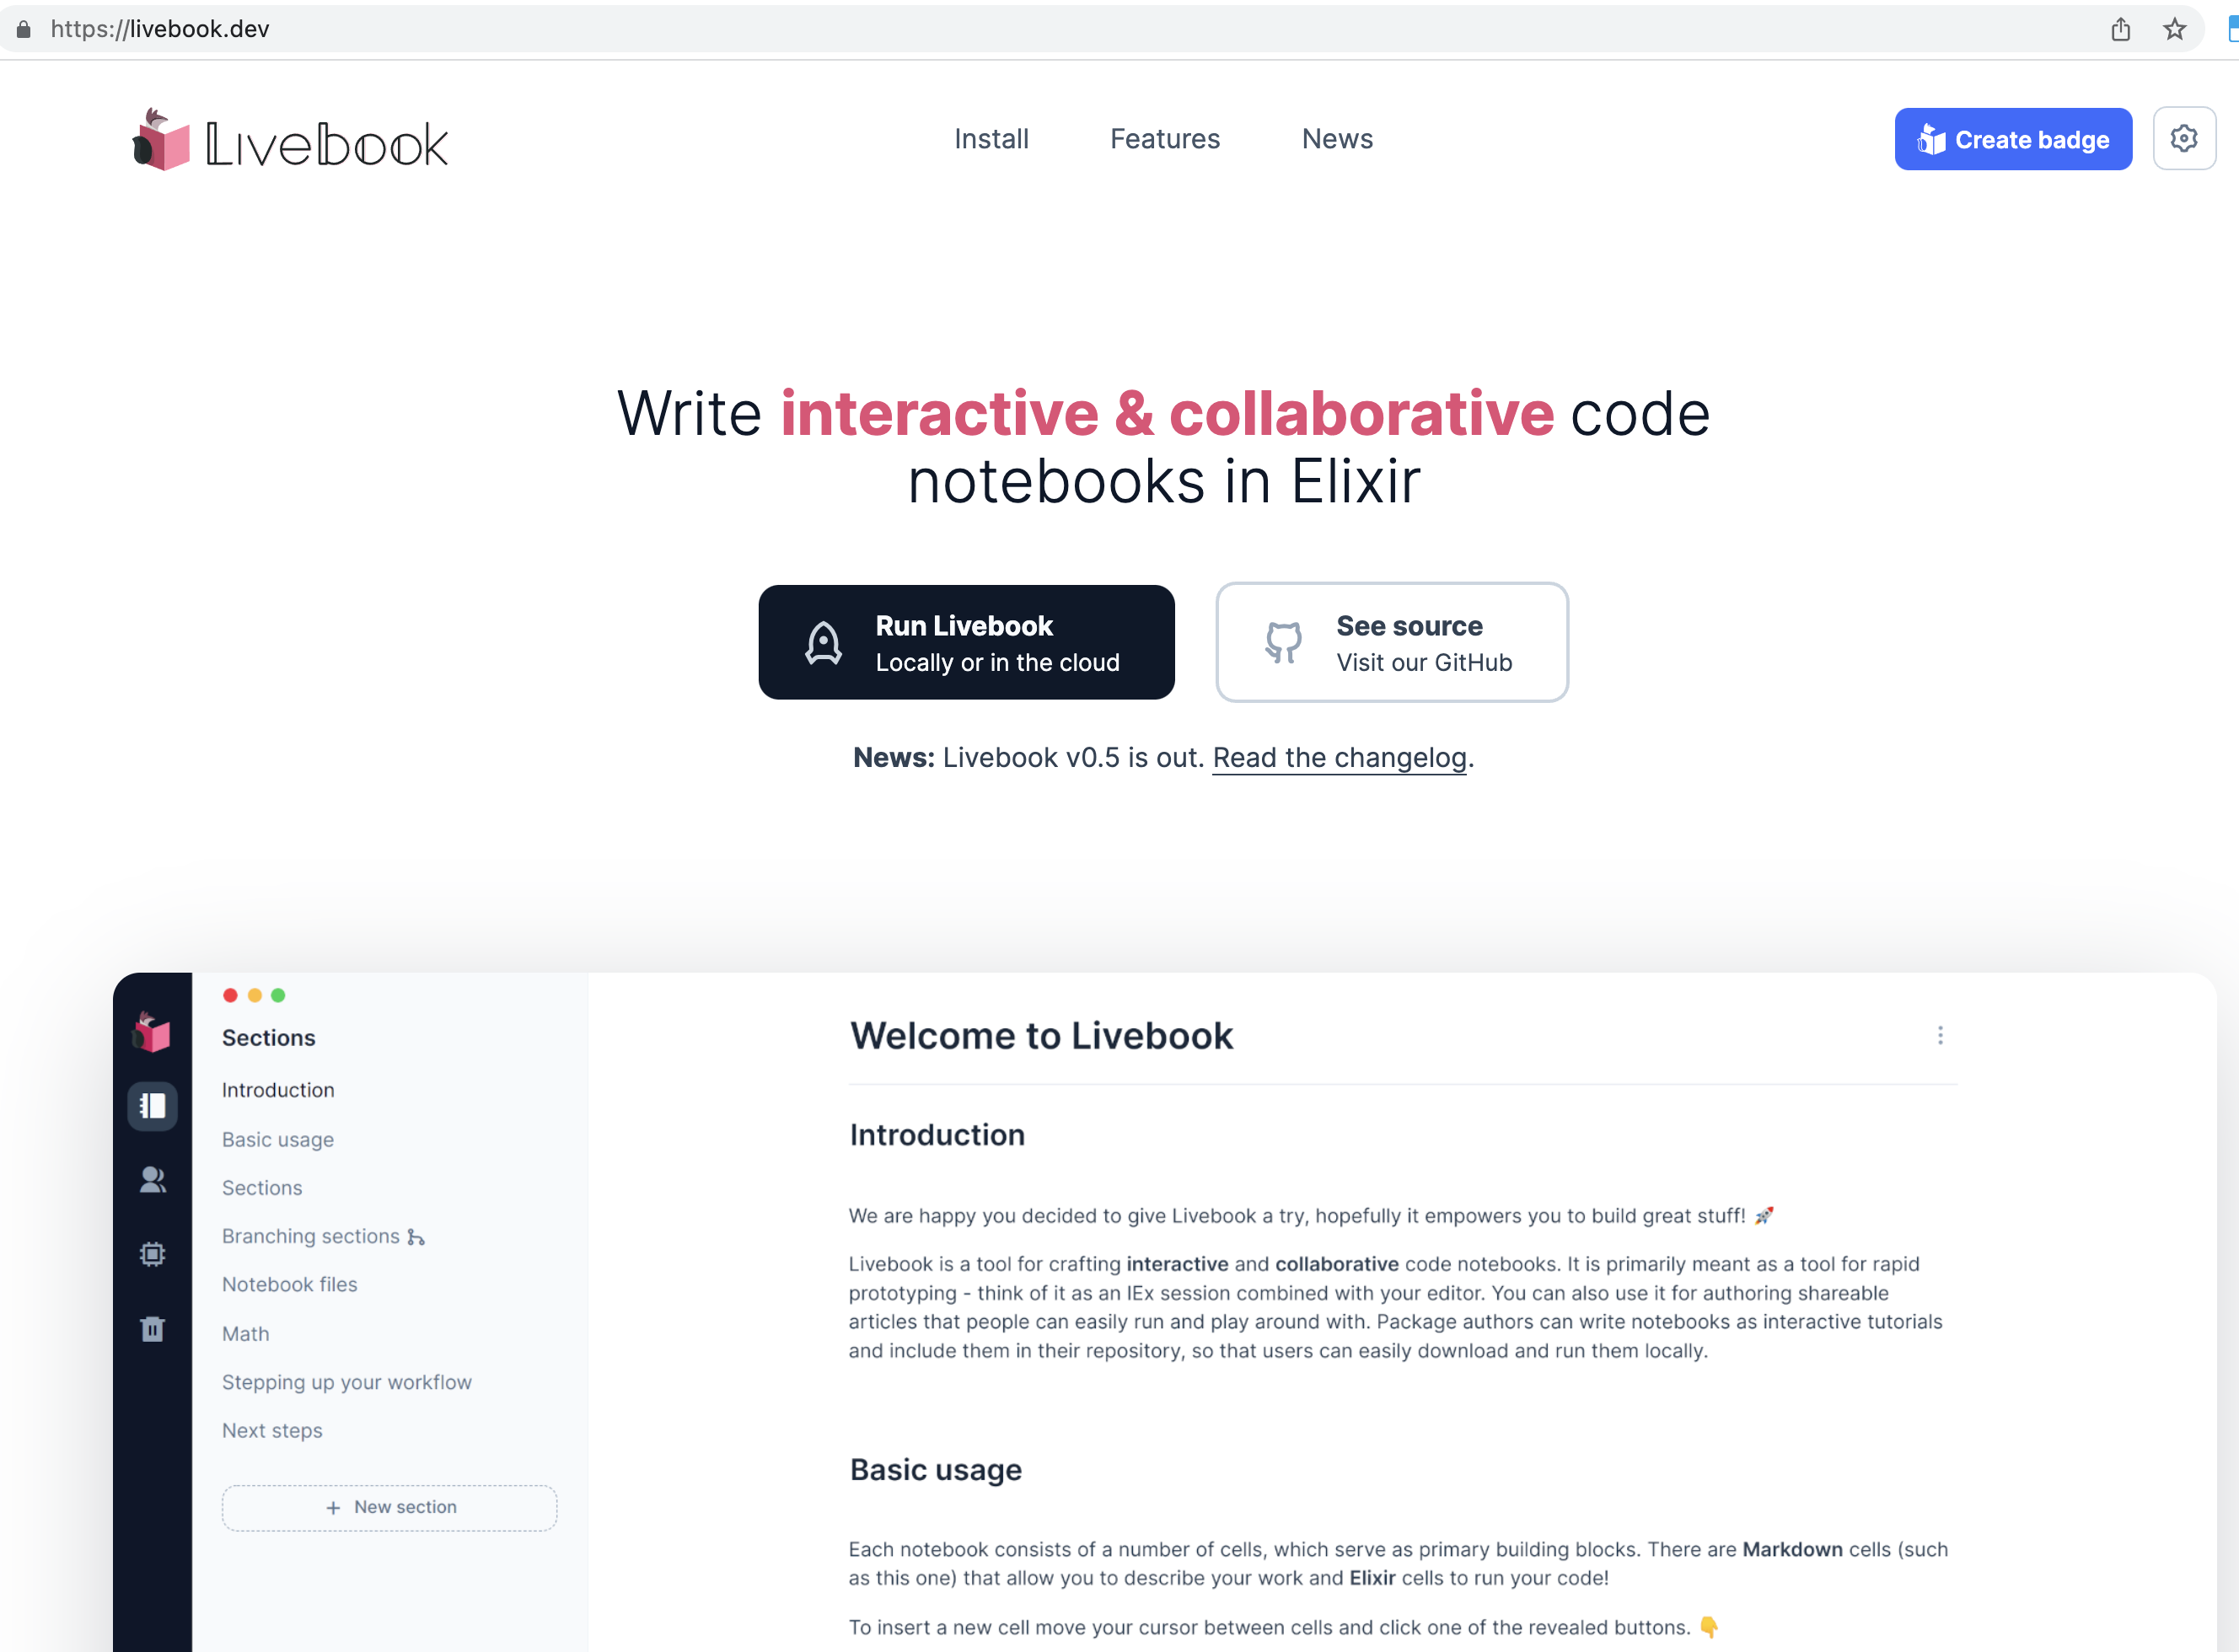 https://livebook.dev
Livebook
Install Features News
Create badge
Write interactive & collaborative code
notebooks in Elixir
Run Livebook
Locally or in the cloud
See source
Visit our GitHub
News: Livebook v0.5 is out. Read the changelog.
Sections
Introduction
Basic usage
Sections
Branching sections
Notebook files
Math
Stepping up your workflow
Next steps
+ New section
Welcome to Livebook
Introduction
We are happy you decided to give Livebook a try, hopefully it empowers you to build great stuff! 🚀
Livebook is a tool for crafting interactive and collaborative code notebooks. It is primarily meant as a tool for rapid
prototyping - think of it as an IEx session combined with your editor. You can also use it for authoring shareable
articles that people can easily run and play around with. Package authors can write notebooks as interactive tutorials
and include them in their repository, so that users can easily download and run them locally.
Basic usage
Each notebook consists of a number of cells, which serve as primary building blocks. There are Markdown cells (such
as this one) that allow you to describe your work and Elixir cells to run your code!
To insert a new cell move your cursor between cells and click one of the revealed buttons. 👇